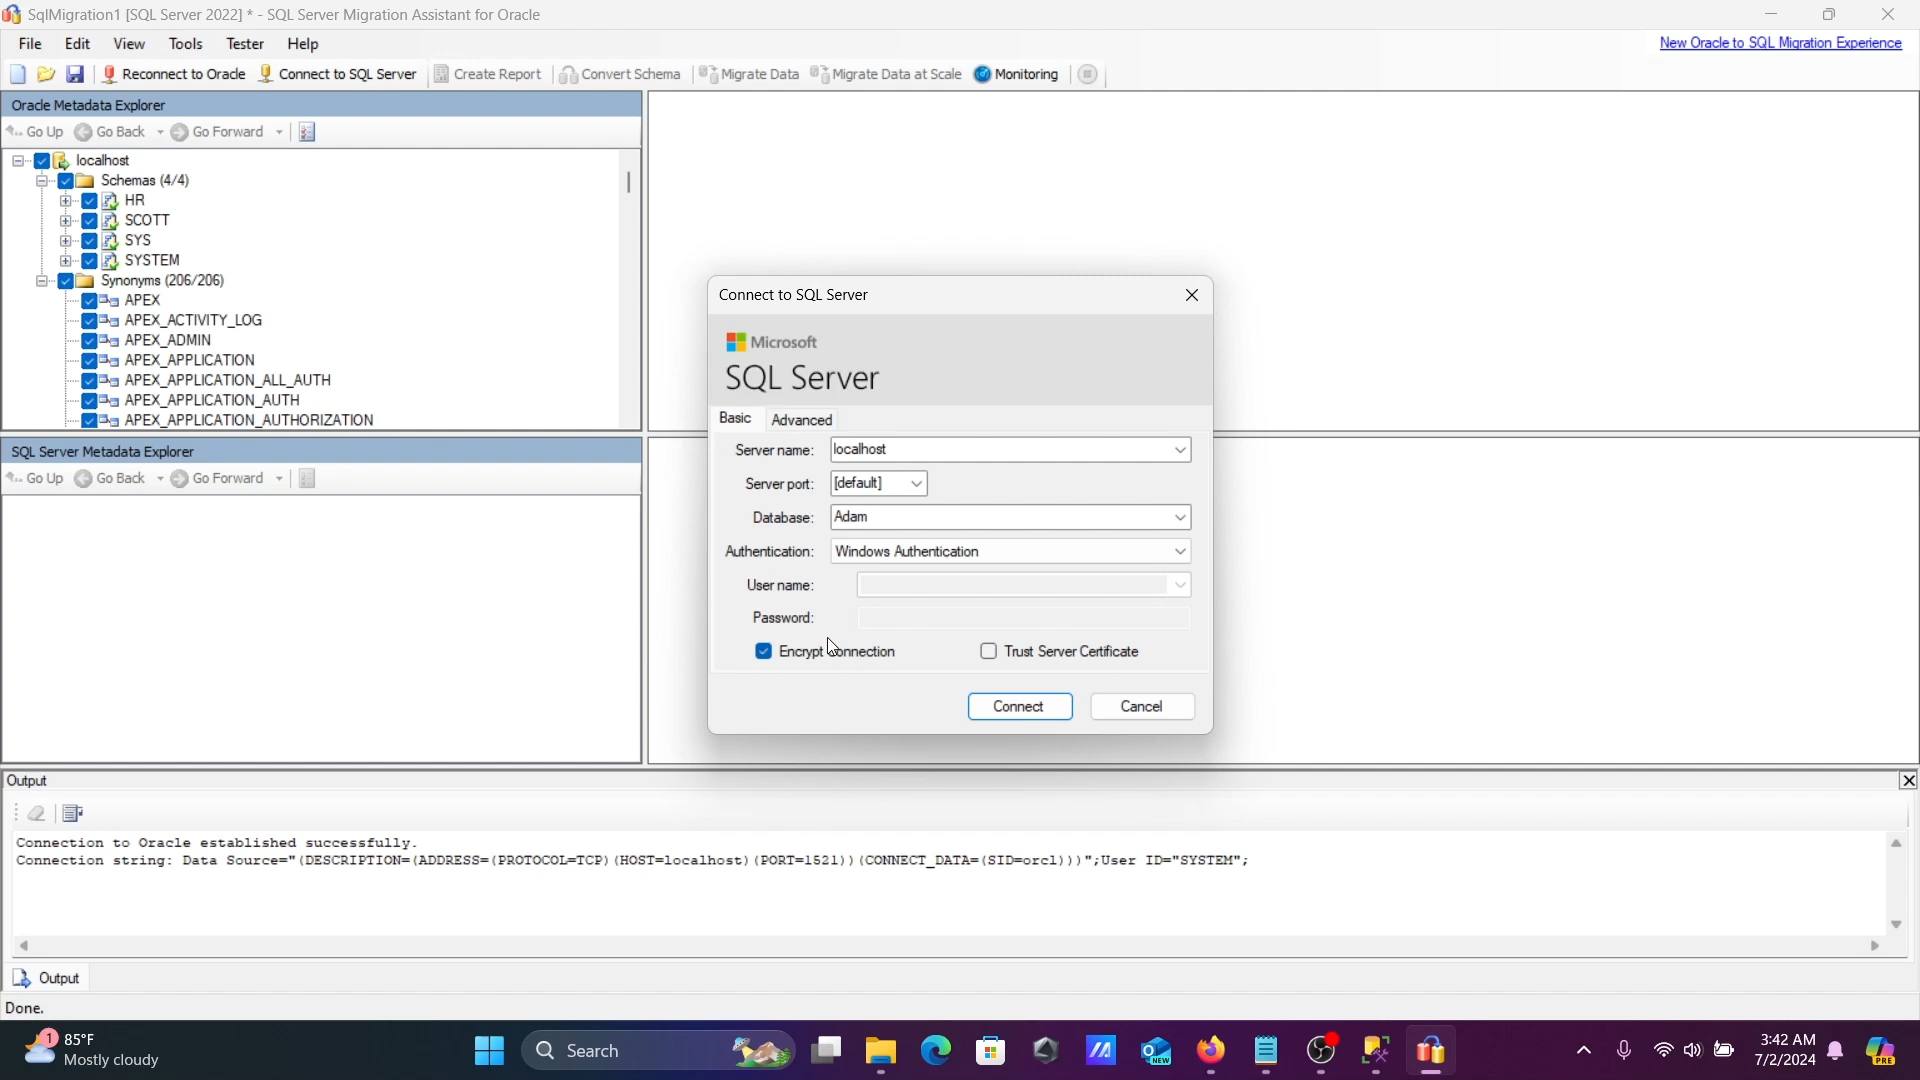 SqlMigration1 [SQL Server 2022] * - SQL Server Migration Assistant for Oracle
File Edit View Tools Tester Help
New Oracle to SQL Migration Experience
Reconnect to Oracle Connect to SQL Server Create Report Convert Schema Migrate Data Migrate Data at Scale Monitoring
Oracle Metadata Explorer
Go Up Go Back Go Forward
localhost
Schemas (4/4)
HR
SCOTT
SYS
SYSTEM
Synonyms (206/206)
APEX
APEX_ACTIVITY_LOG
APEX_ADMIN
APEX_APPLICATION
APEX_APPLICATION_ALL_AUTH
APEX_APPLICATION_AUTH
APEX_APPLICATION_AUTHORIZATION
SQL Server Metadata Explorer
Go Up Go Back Go Forward
Connect to SQL Server
Microsoft
SQL Server
Basic Advanced
Server name: localhost
Server port: [default]
Database: Adam
Authentication: Windows Authentication
User name:
Password:
Encrypt Connection Trust Server Certificate
Connect Cancel
Output
Connection to Oracle established successfully.
Connection string: Data Source="(DESCRIPTION=(ADDRESS=(PROTOCOL=TCP)(HOST=localhost)(PORT=1521))(CONNECT_DATA=(SID=orcl)))";User ID="SYSTEM";
Output
Done.
1
85°F
Mostly cloudy
Search
NEW
3:42 AM
7/2/2024
PRE